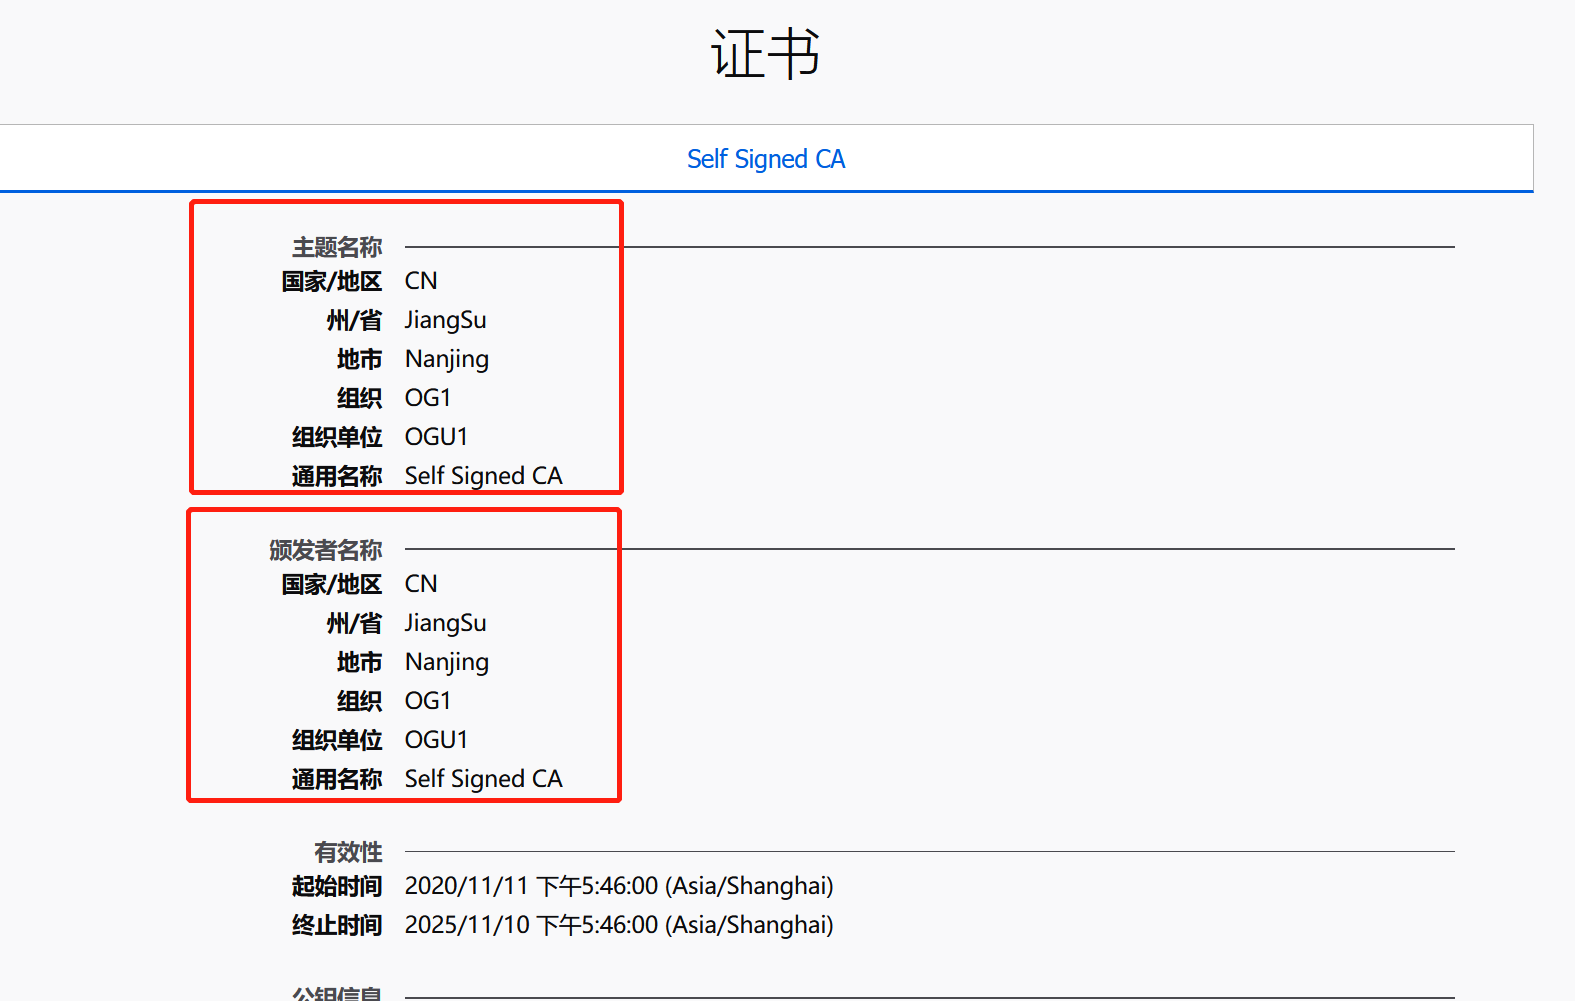 证书
Self Signed CA
主题名称
国家/地区 CN
州/省 JiangSu
地市 Nanjing
组织 OG1
组织单位 OGU1
通用名称 Self Signed CA
颁发者名称
国家/地区 CN
州/省 JiangSu
地市 Nanjing
组织 OG1
组织单位 OGU1
通用名称 Self Signed CA
有效性
起始时间 2020/11/11 下午5:46:00 (Asia/Shanghai)
终止时间 2025/11/10 下午5:46:00 (Asia/Shanghai)
公钥信息